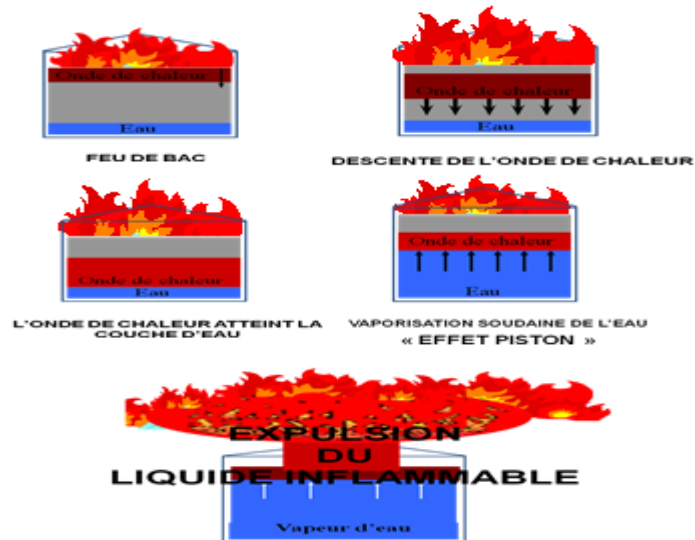 Onde de chaleur
Eau
FEU DE BAC
Onde de chaleur
Eau
DESCENTE DE L'ONDE DE CHALEUR
Onde de chaleur
Eau
L'ONDE DE CHALEUR ATTEINT LA
COUCHE D'EAU
Onde de chaleur
Eau
VAPORISATION SOUDAINE DE L'EAU
« EFFET PISTON »
EXPULSION
DU
LIQUIDE INFLAMMABLE
Vapeur d'eau